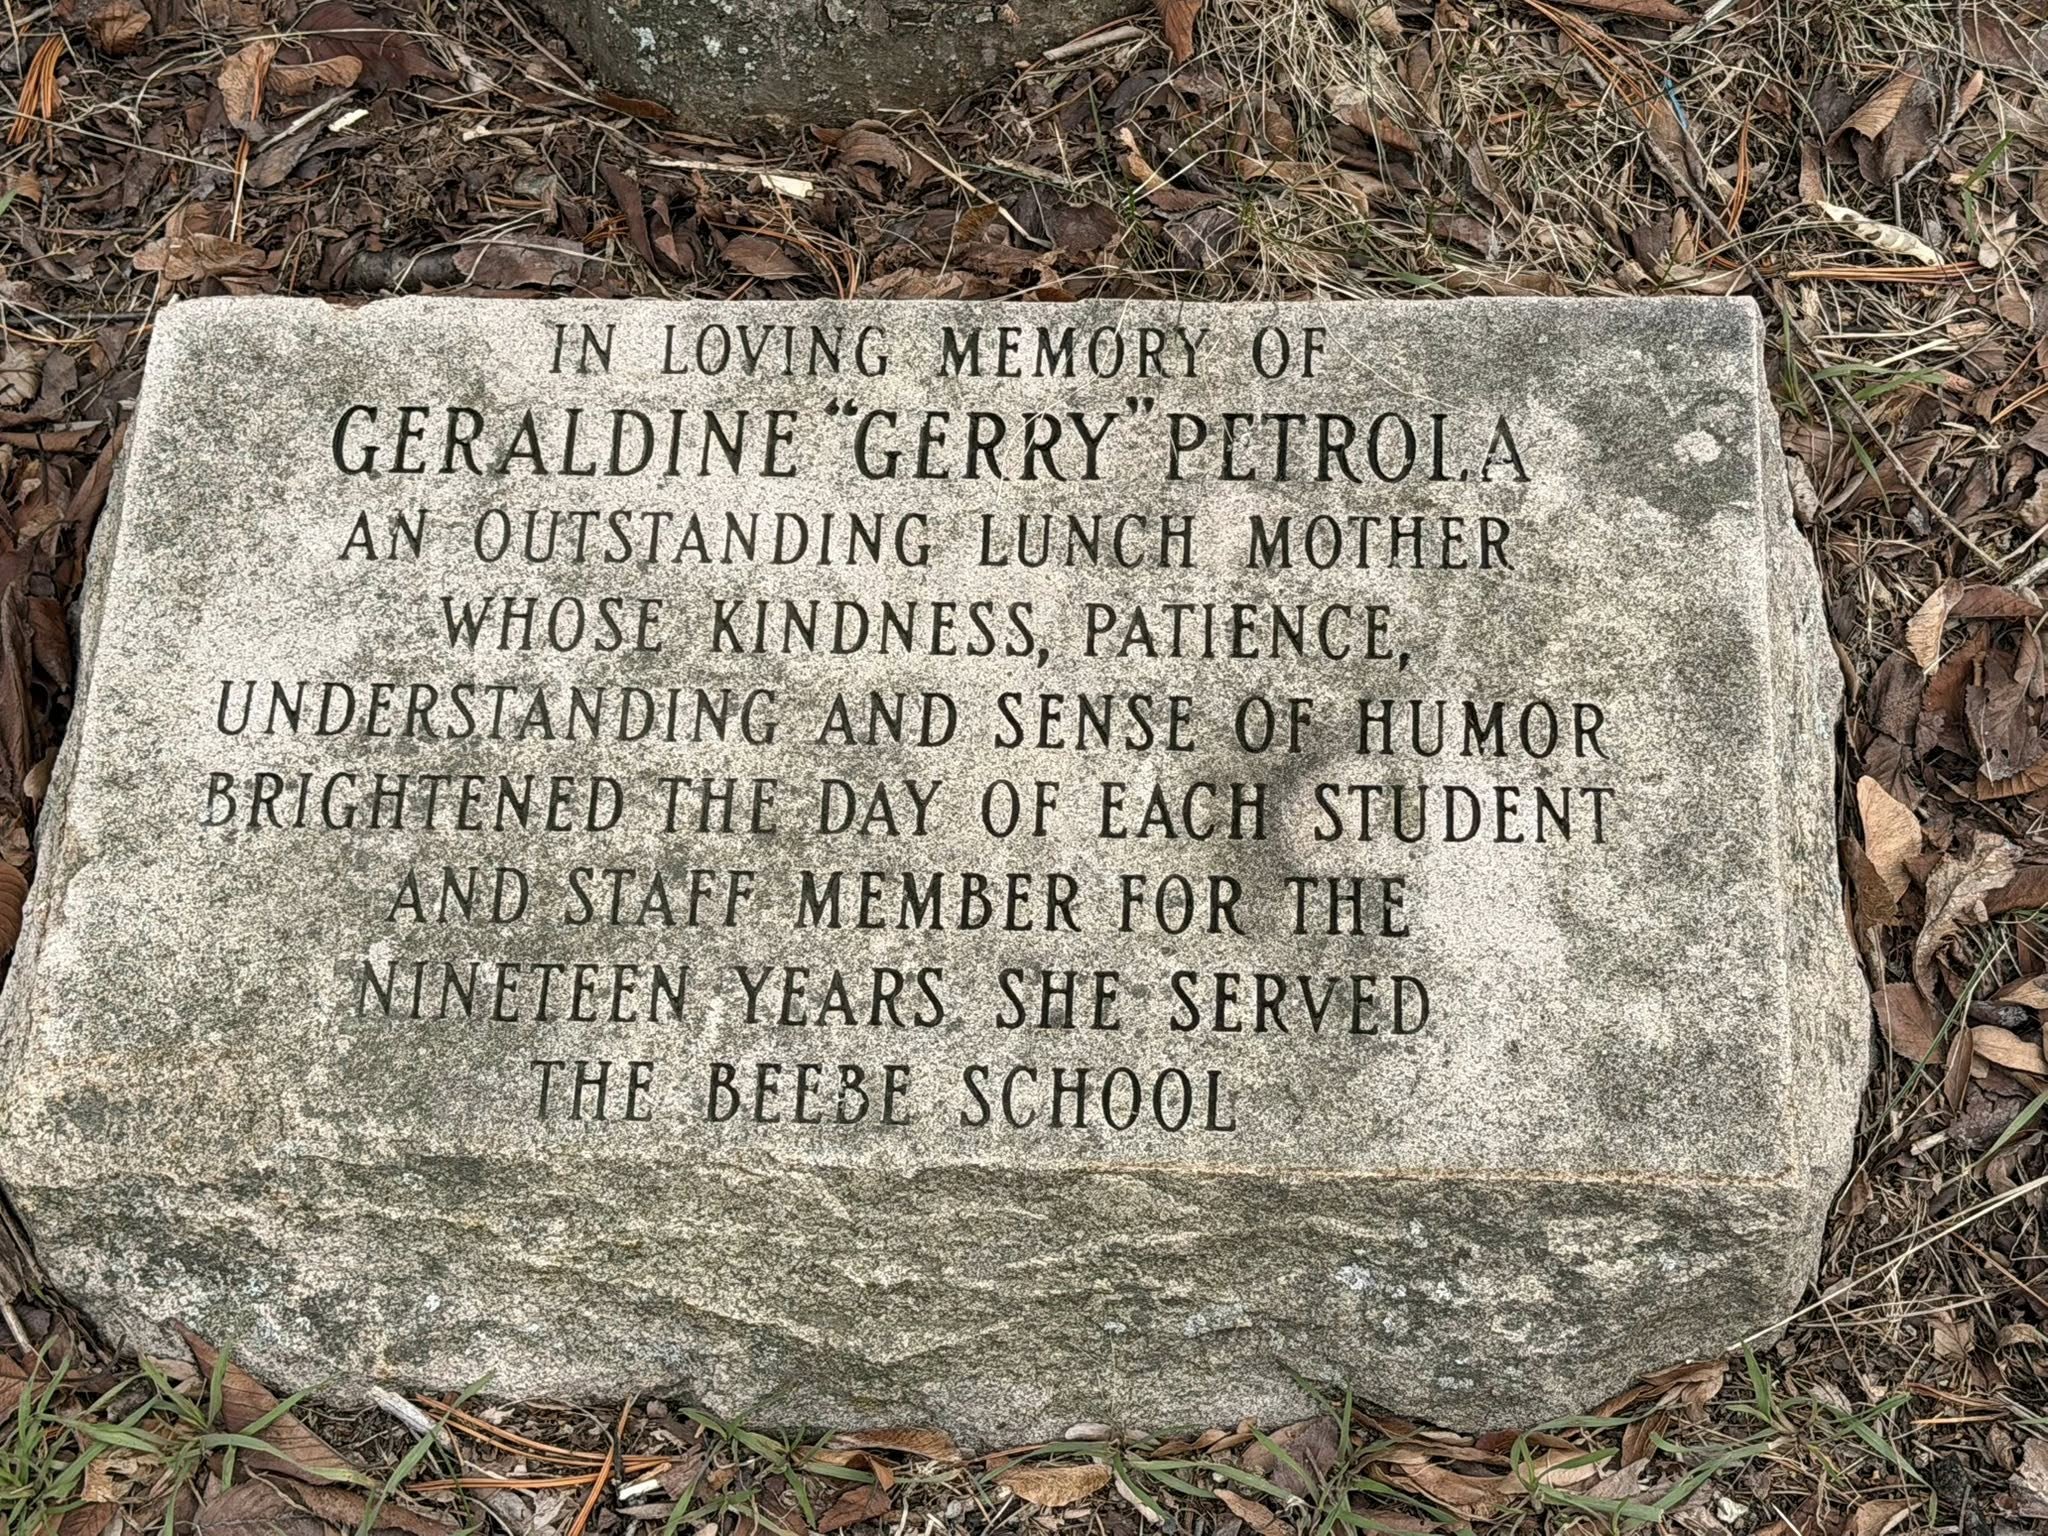 IN LOVING MEMORY OF
GERALDINE “GERRY” PETROLA
AN OUTSTANDING LUNCH MOTHER
WHOSE KINDNESS, PATIENCE,
UNDERSTANDING AND SENSE OF HUMOR
BRIGHTENED THE DAY OF EACH STUDENT
AND STAFF MEMBER FOR THE
NINETEEN YEARS SHE SERVED
THE BEEBE SCHOOL